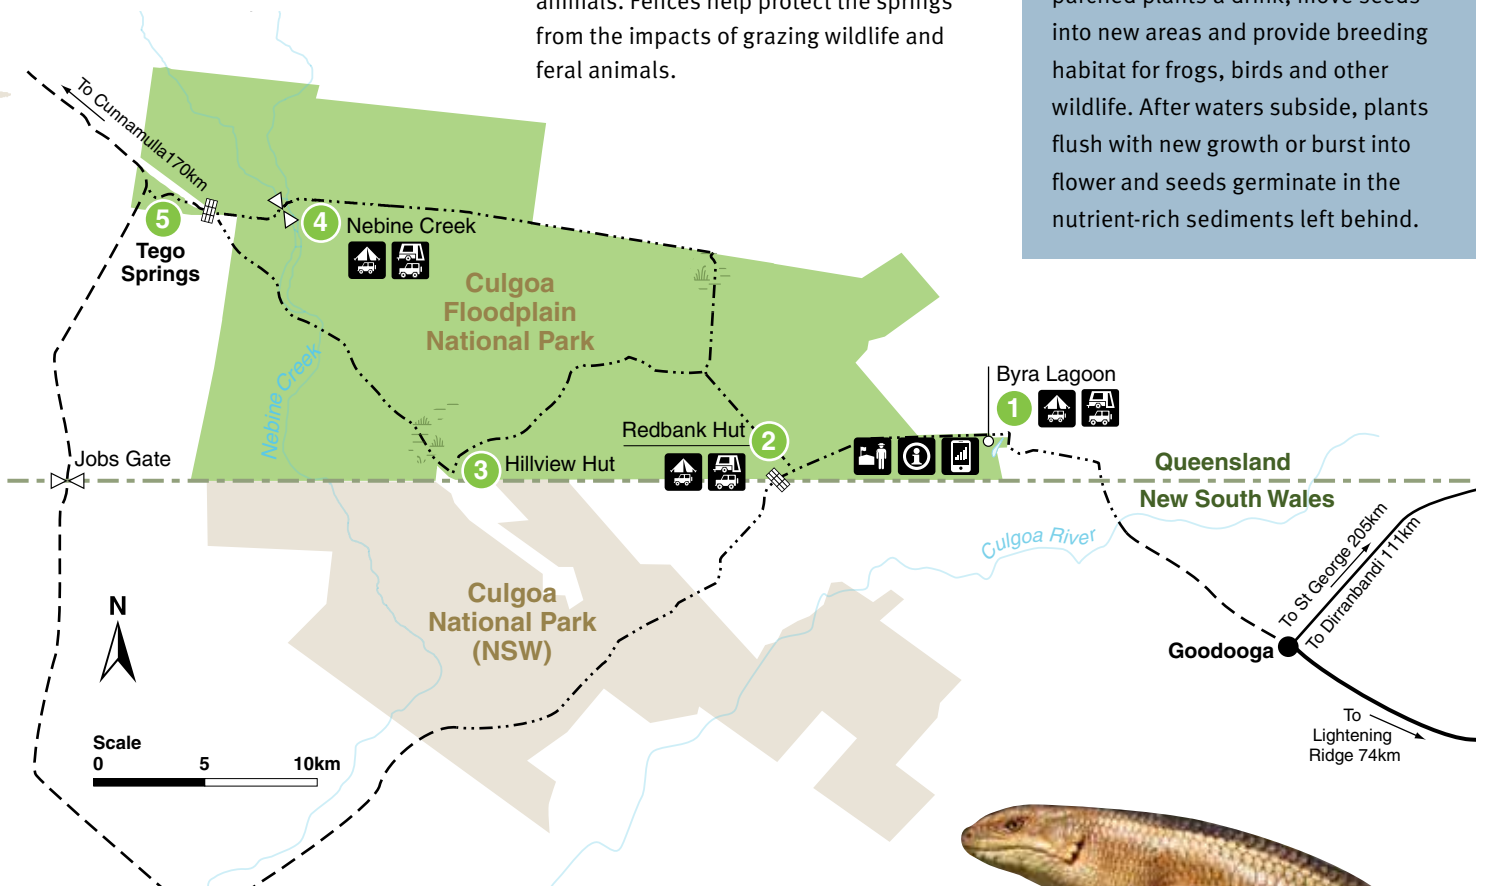 animals. Fences help protect the springs
from the impacts of grazing wildlife and
feral animals.
parched plants a drink, move seeds
into new areas and provide breeding
habitat for frogs, birds and other
wildlife. After waters subside, plants
flush with new growth or burst into
flower and seeds germinate in the
nutrient-rich sediments left behind.
To Cunnamulla170km
5
Tego
Springs
4
Nebine Creek
Culgoa
Floodplain
National Park
Nebine Creek
Byra Lagoon
1
Redbank Hut
2
3
Hillview Hut
Jobs Gate
Queensland
New South Wales
Culgoa River
Culgoa
National Park
(NSW)
N
To St George 205km
To Dirranbandi 111km
Goodooga
To
Lightening
Ridge 74km
Scale
0 5 10km